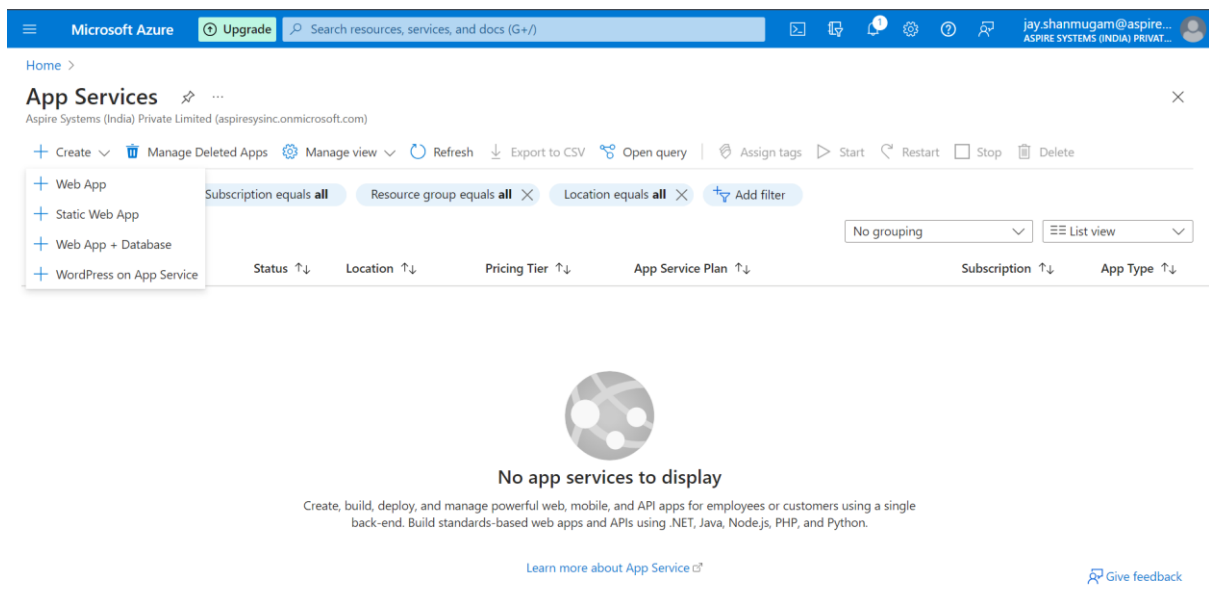 Microsoft Azure Upgrade Search resources, services, and docs (G+/) 1 jay.shanmugam@aspire...
ASPIRE SYSTEMS (INDIA) PRIVAT...
Home >
App Services ...
Aspire Systems (India) Private Limited (aspiresysinc.onmicrosoft.com)
Create Manage Deleted Apps Manage view Refresh Export to CSV Open query Assign tags Start Restart Stop Delete
Web App
Subscription equals all Resource group equals all Location equals all Add filter
Static Web App
No grouping List view
Web App + Database
WordPress on App Service
Status ↑↓ Location ↑↓ Pricing Tier ↑↓ App Service Plan ↑↓ Subscription ↑↓ App Type ↑↓
No app services to display
Create, build, deploy, and manage powerful web, mobile, and API apps for employees or customers using a single
back-end. Build standards-based web apps and APIs using .NET, Java, Node.js, PHP, and Python.
Learn more about App Service
Give feedback